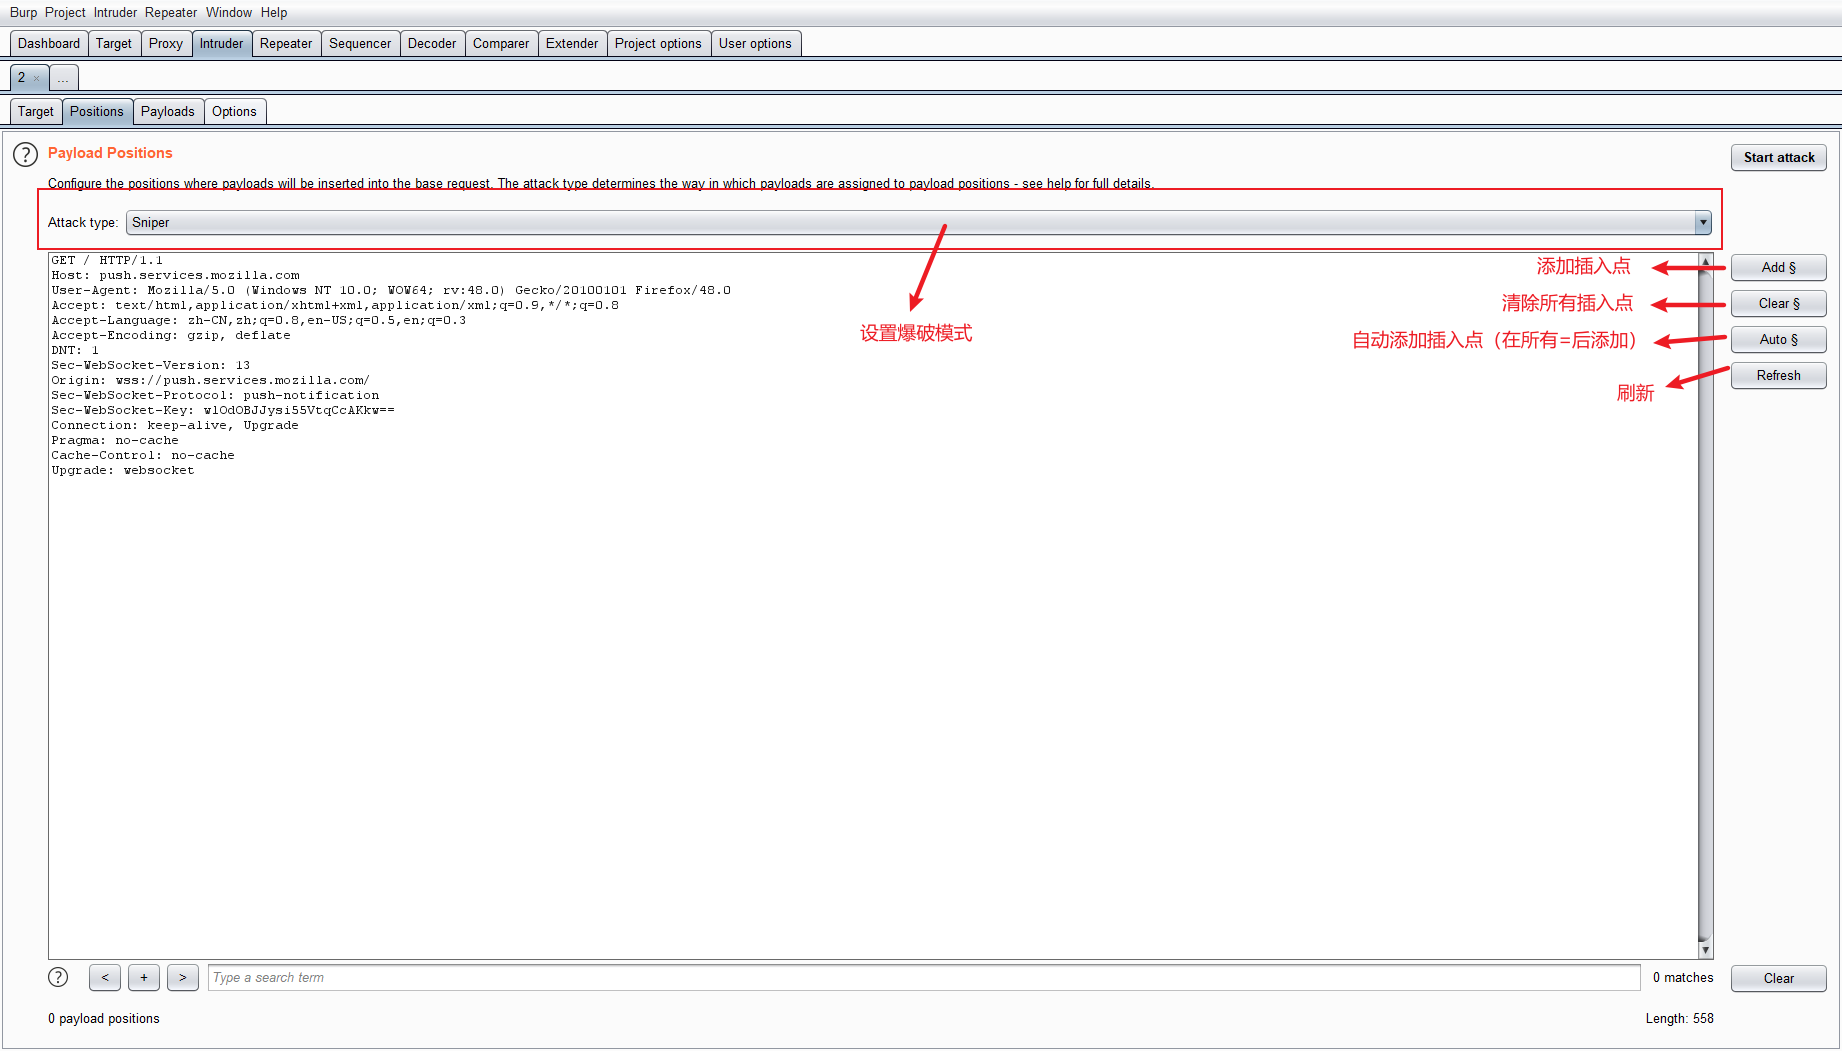 Burp Project Intruder Repeater Window Help
Dashboard Target Proxy Intruder Repeater Sequencer Decoder Comparer Extender Project options User options
2 × ...
Target Positions Payloads Options
? Payload Positions
Start attack
Configure the positions where payloads will be inserted into the base request. The attack type determines the way in which payloads are assigned to payload positions - see help for full details.
Attack type: Sniper
GET / HTTP/1.1
Host: push.services.mozilla.com
User-Agent: Mozilla/5.0 (Windows NT 10.0; WOW64; rv:48.0) Gecko/20100101 Firefox/48.0
Accept: text/html,application/xhtml+xml,application/xml;q=0.9,*/*;q=0.8
Accept-Language: zh-CN,zh;q=0.8,en-US;q=0.5,en;q=0.3
Accept-Encoding: gzip, deflate
DNT: 1
Sec-WebSocket-Version: 13
Origin: wss://push.services.mozilla.com/
Sec-WebSocket-Protocol: push-notification
Sec-WebSocket-Key: wlOdOBJJysi55VtqCcAKkw==
Connection: keep-alive, Upgrade
Pragma: no-cache
Cache-Control: no-cache
Upgrade: websocket
设置爆破模式
添加插入点
Add §
清除所有插入点
Clear §
自动添加插入点（在所有=后添加）
Auto §
刷新
Refresh
? < + > Type a search term
0 matches
Clear
0 payload positions
Length: 558